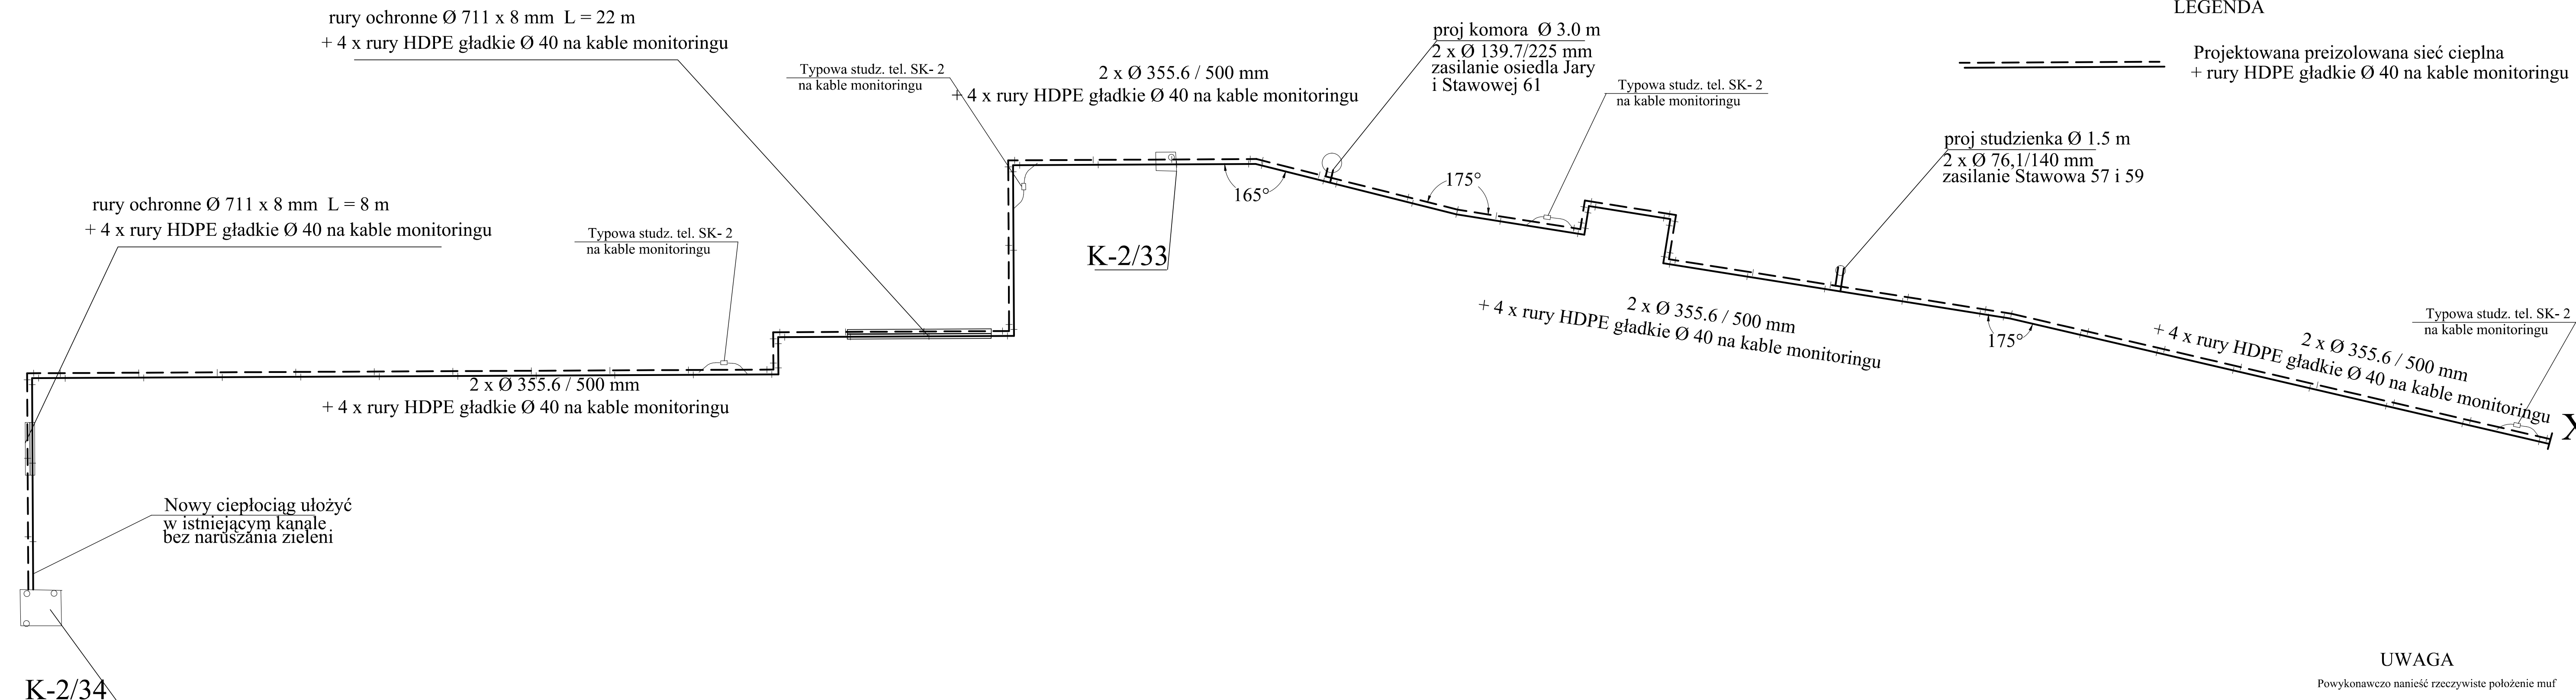 LEGENDA
rury ochronne Ø 711 x 8 mm  L = 22 m
+ 4 x rury HDPE gładkie Ø 40 na kable monitoringu
proj komora  Ø 3.0 m
2 x Ø 139.7/225 mm
zasilanie osiedla Jary
i Stawowej 61
Projektowana preizolowana sieć cieplna
+ rury HDPE gładkie Ø 40 na kable monitoringu
Typowa studz. tel. SK- 2
na kable monitoringu
2 x Ø 355.6 / 500 mm
+ 4 x rury HDPE gładkie Ø 40 na kable monitoringu
Typowa studz. tel. SK- 2
na kable monitoringu
proj studzienka Ø 1.5 m
2 x Ø 76,1/140 mm
zasilanie Stawowa 57 i 59
165°
175°
rury ochronne Ø 711 x 8 mm  L = 8 m
+ 4 x rury HDPE gładkie Ø 40 na kable monitoringu
Typowa studz. tel. SK- 2
na kable monitoringu
K-2/33
2 x Ø 355.6 / 500 mm
+ 4 x rury HDPE gładkie Ø 40 na kable monitoringu
175°
2 x Ø 355.6 / 500 mm
+ 4 x rury HDPE gładkie Ø 40 na kable monitoringu
Typowa studz. tel. SK- 2
na kable monitoringu
X
2 x Ø 355.6 / 500 mm
+ 4 x rury HDPE gładkie Ø 40 na kable monitoringu
Nowy ciepłociąg ułożyć
w istniejącym kanale
bez naruszania zieleni
K-2/34
UWAGA
Powykonawczo nanieść rzeczywiste położenie muf